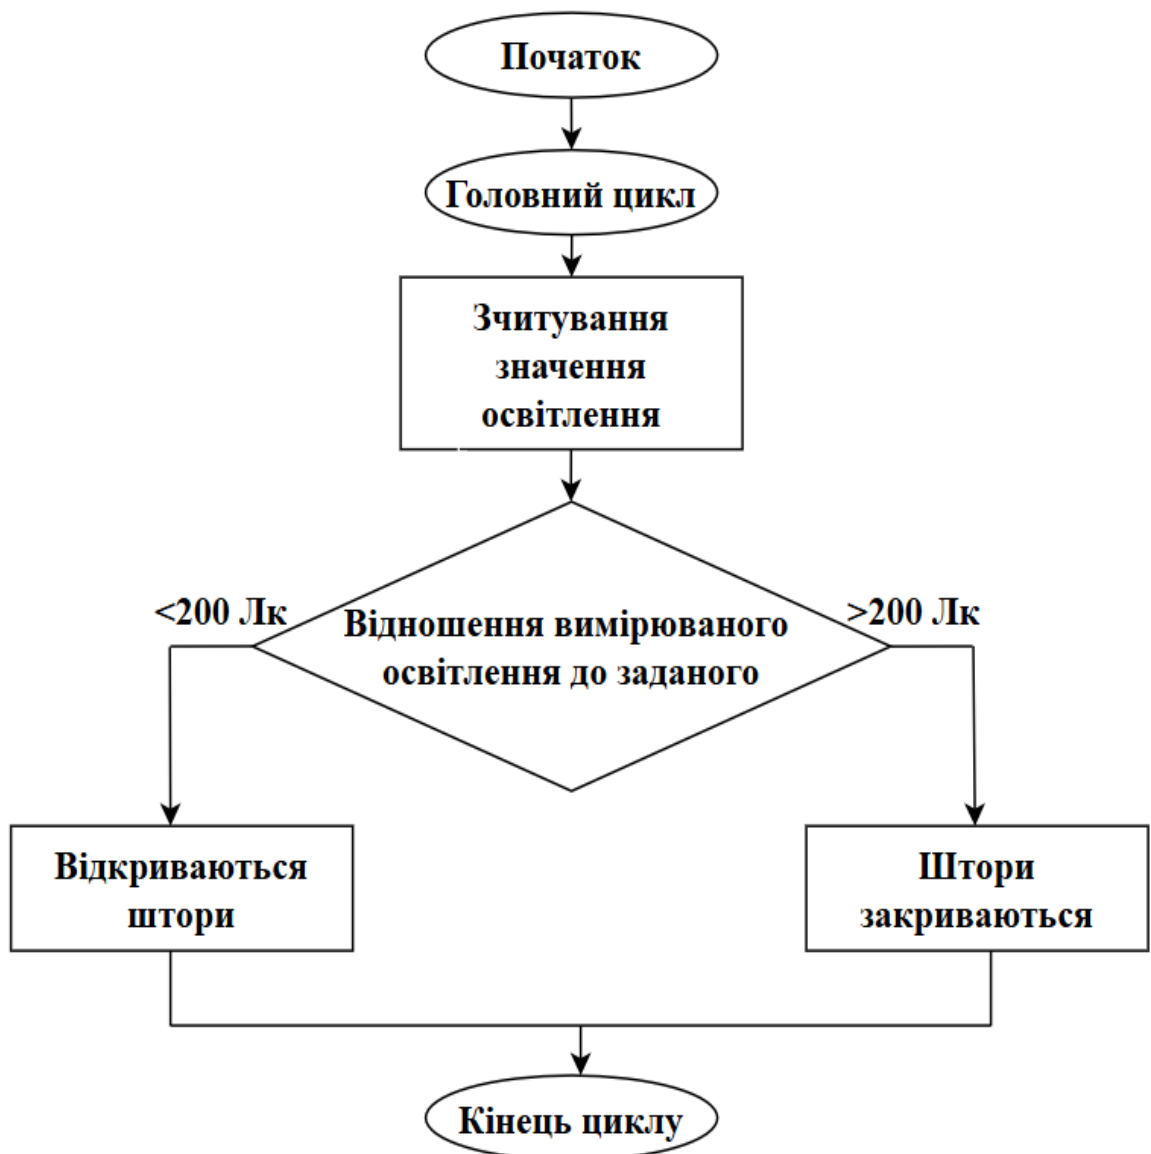 Початок
Головний цикл
Зчитування
значення
освітлення
<200 Лк
>200 Лк
Відношення вимірюваного
освітлення до заданого
Відкриваються
штори
Штори
закриваються
Кінець циклу